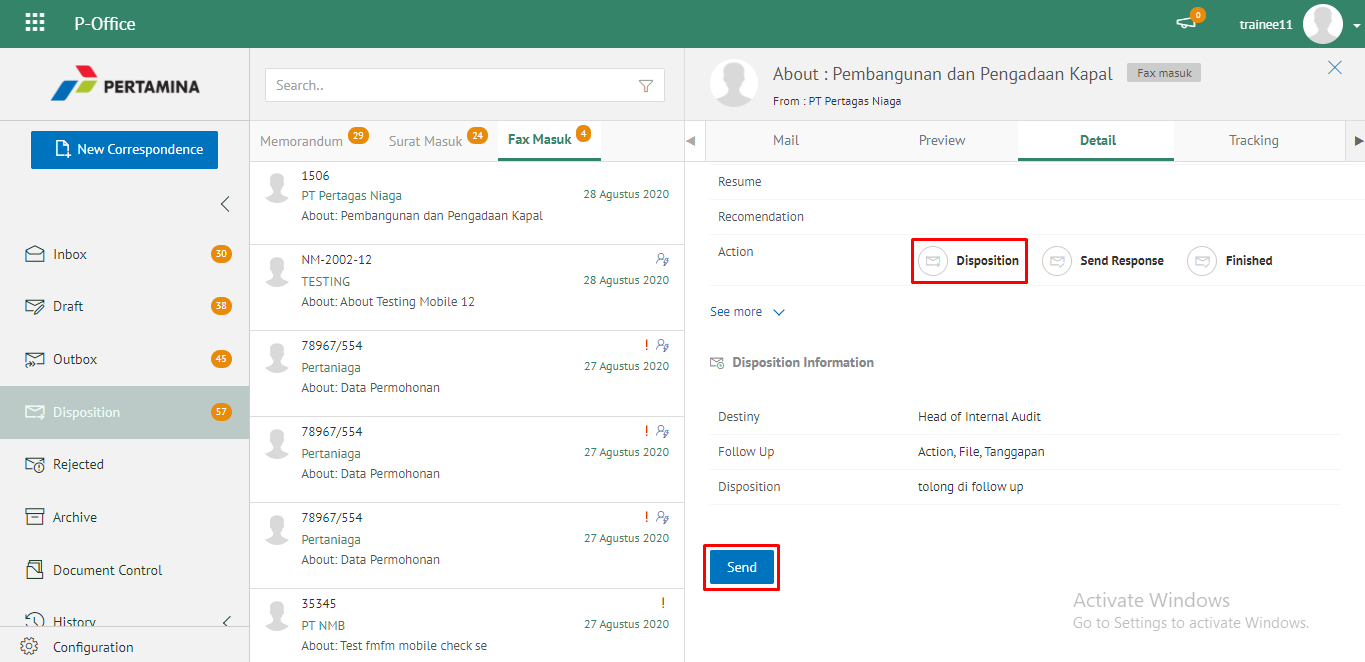 P-Office
0
trainee11
PERTAMINA
New Correspondence
Inbox 30
Draft 38
Outbox 45
Disposition 57
Rejected
Archive
Document Control
History
Configuration
Search..
Memorandum 29 Surat Masuk 24 Fax Masuk 4
1506
PT Pertagas Niaga 28 Agustus 2020
About: Pembangunan dan Pengadaan Kapal
NM-2002-12
TESTING 28 Agustus 2020
About: About Testing Mobile 12
78967/554 !
Pertaniaga 27 Agustus 2020
About: Data Permohonan
78967/554 !
Pertaniaga 27 Agustus 2020
About: Data Permohonan
78967/554 !
Pertaniaga 27 Agustus 2020
About: Data Permohonan
35345 !
PT NMB 27 Agustus 2020
About: Test fmfm mobile check se
About : Pembangunan dan Pengadaan Kapal Fax masuk
From : PT Pertagas Niaga
Mail Preview Detail Tracking
Resume
Recomendation
Action Disposition Send Response Finished
See more
Disposition Information
Destiny Head of Internal Audit
Follow Up Action, File, Tanggapan
Disposition tolong di follow up
Send
Activate Windows
Go to Settings to activate Windows.